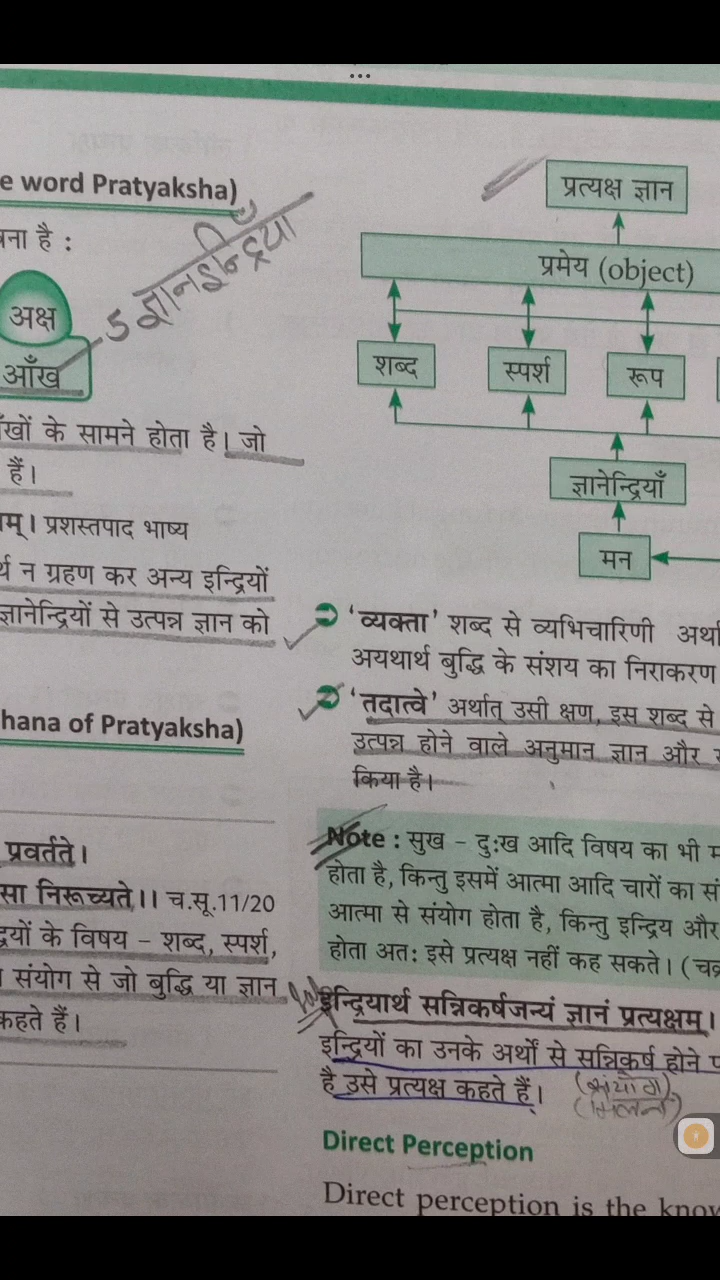 e word Pratyaksha)
है :
अक्ष
आँख
5 ज्ञानइन्द्रियाँ
के सामने होता है। जो
हैं।
प्रशस्तपाद भाष्य
न ग्रहण कर अन्य इन्द्रियों
ज्ञानेन्द्रियों से उत्पन्न ज्ञान को
hana of Pratyaksha)
प्रवर्तते।
सा निरूच्यते।। च.सू.11/20
के विषय – शब्द, स्पर्श,
संयोग से जो बुद्धि या ज्ञान
कहते हैं।
प्रत्यक्ष ज्ञान
प्रमेय (object)
शब्द स्पर्श रूप
ज्ञानेन्द्रियाँ
मन
'व्यक्ता' शब्द से व्यभिचारिणी
अयथार्थ बुद्धि के संशय का निराकरण
'तदात्वे' अर्थात् उसी क्षण, इस शब्द से
उत्पन्न होने वाले अनुमान ज्ञान और
किया है।
Note : सुख – दुःख आदि विषय का भी
होता है, किन्तु इसमें आत्मा आदि चारों का
आत्मा से संयोग होता है, किन्तु इन्द्रिय और
होता अतः इसे प्रत्यक्ष नहीं कह सकते।
इन्द्रियार्थ सन्निकर्षजन्यं ज्ञानं प्रत्यक्षम्।
इन्द्रियों का उनके अर्थों से सन्निकर्ष होने
है उसे प्रत्यक्ष कहते हैं।
(संयोग)
(मिलना)
Direct Perception
Direct perception is the know